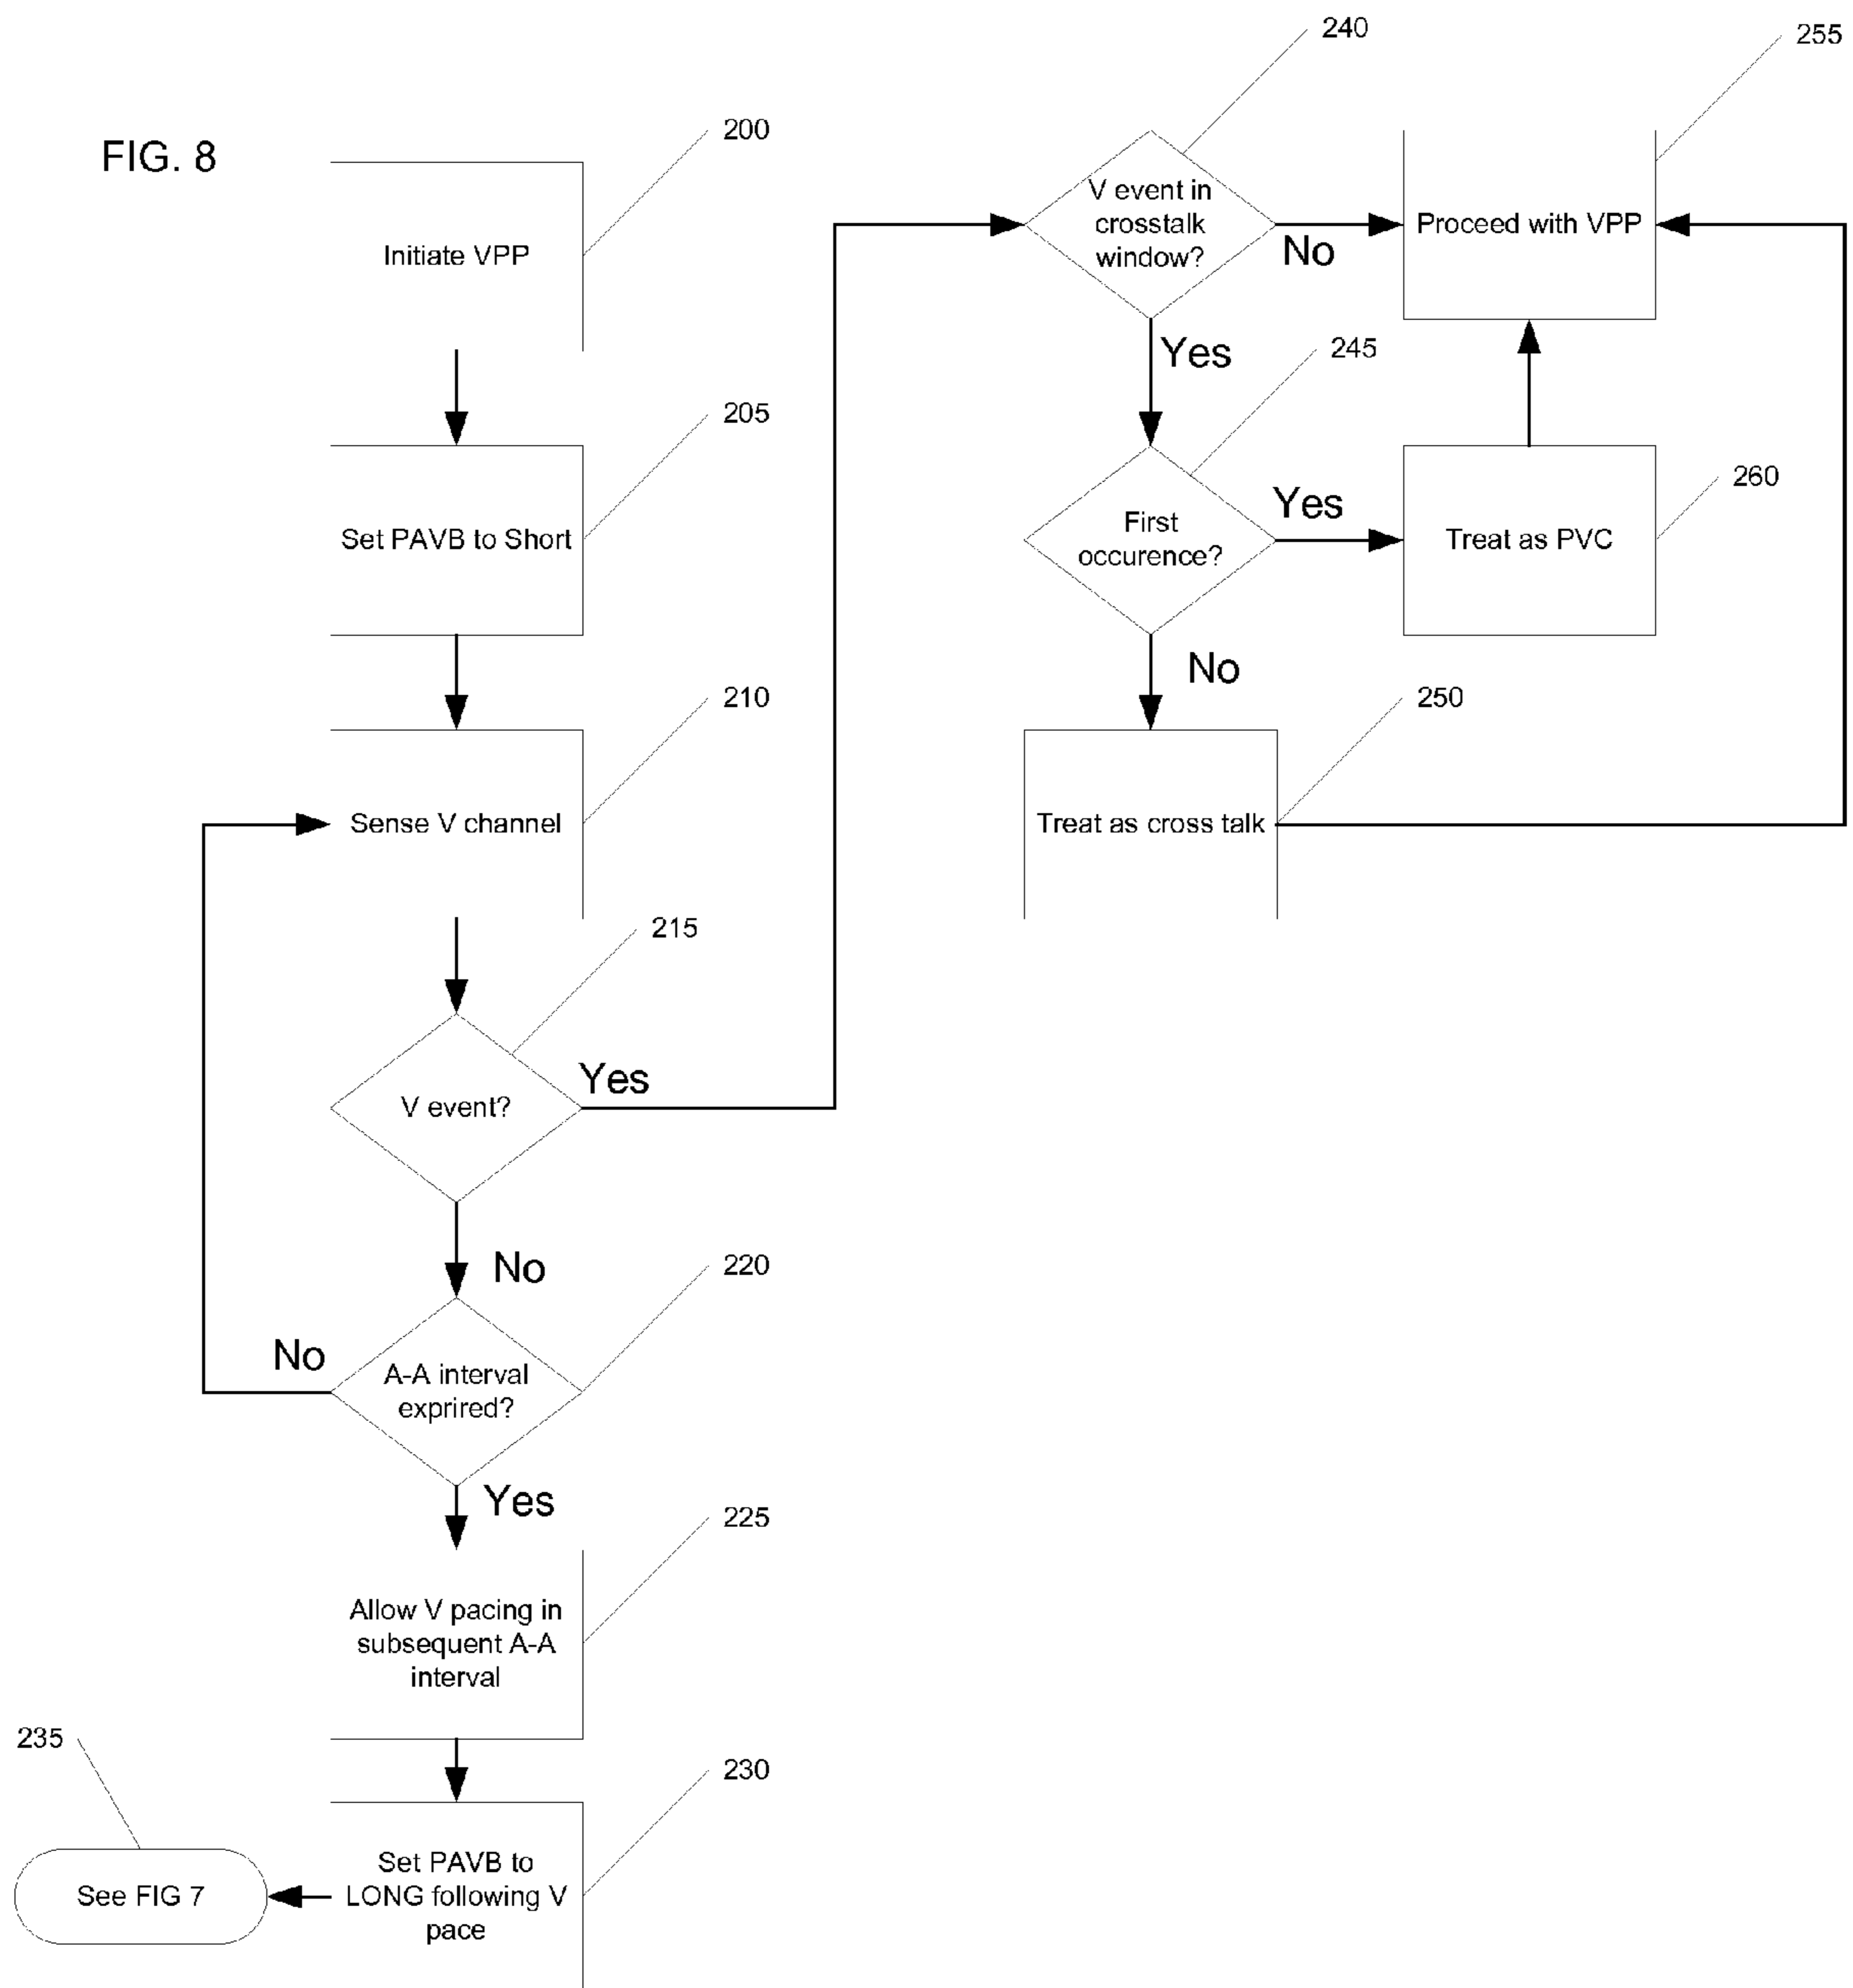 FIG. 8
200
Initiate VPP
205
Set PAVB to Short
210
Sense V channel
215
V event?
Yes
No
220
A-A interval
exprired?
No
Yes
225
Allow V pacing in
subsequent A-A
interval
230
Set PAVB to
LONG following V
pace
235
See FIG 7
240
V event in
crosstalk
window?
No
Yes
255
Proceed with VPP
245
First
occurence?
Yes
No
260
Treat as PVC
250
Treat as cross talk